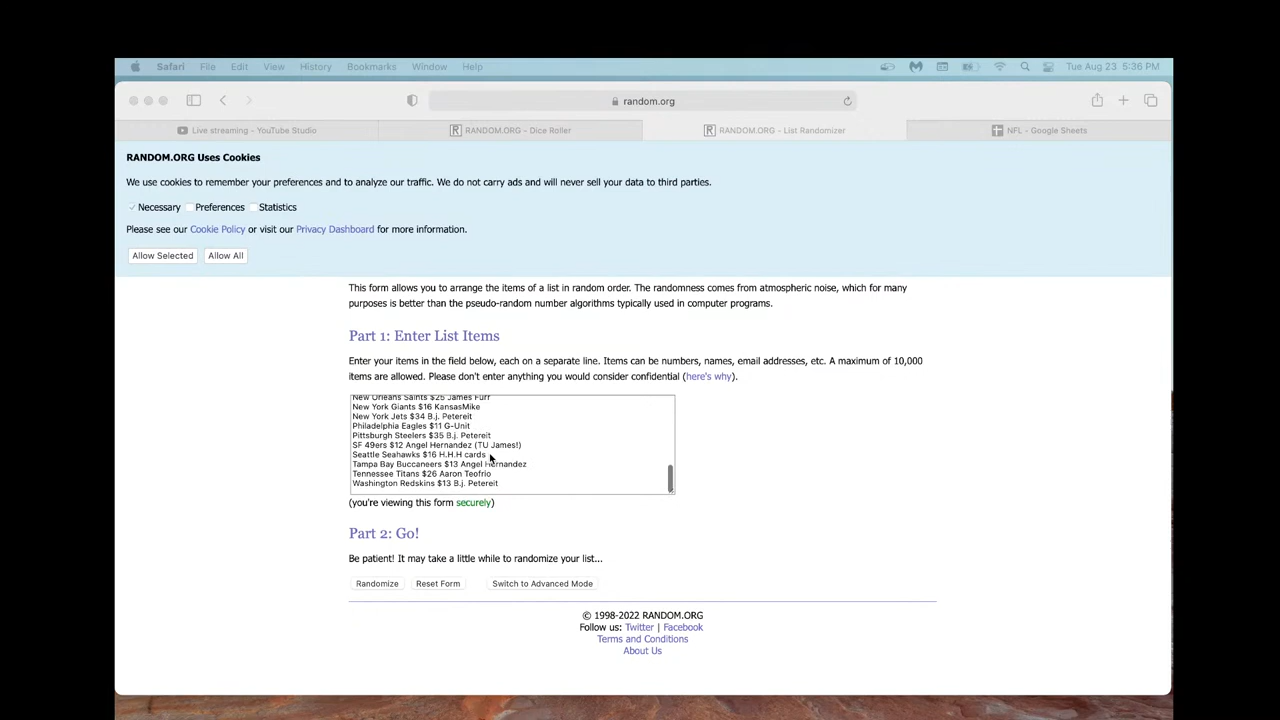 Safari File Edit View History Bookmarks Window Help Tue Aug 23 5:36 PM
random.org
Live streaming - YouTube Studio RANDOM.ORG - Dice Roller RANDOM.ORG - List Randomizer NFL - Google Sheets
RANDOM.ORG Uses Cookies
We use cookies to remember your preferences and to analyze our traffic. We do not carry ads and will never sell your data to third parties.
Necessary Preferences Statistics
Please see our Cookie Policy or visit our Privacy Dashboard for more information.
Allow Selected Allow All
This form allows you to arrange the items of a list in random order. The randomness comes from atmospheric noise, which for many
purposes is better than the pseudo-random number algorithms typically used in computer programs.
Part 1: Enter List Items
Enter your items in the field below, each on a separate line. Items can be numbers, names, email addresses, etc. A maximum of 10,000
items are allowed. Please don't enter anything you would consider confidential (here's why).
New Orleans Saints $25 James Furr
New York Giants $16 KansasMike
New York Jets $34 B.j. Petereit
Philadelphia Eagles $11 G-Unit
Pittsburgh Steelers $35 B.j. Petereit
SF 49ers $12 Angel Hernandez (TU James!)
Seattle Seahawks $16 H.H.H cards
Tampa Bay Buccaneers $13 Angel Hernandez
Tennessee Titans $26 Aaron Teofrio
Washington Redskins $13 B.j. Petereit
(you're viewing this form securely)
Part 2: Go!
Be patient! It may take a little while to randomize your list...
Randomize Reset Form Switch to Advanced Mode
© 1998-2022 RANDOM.ORG
Follow us: Twitter | Facebook
Terms and Conditions
About Us